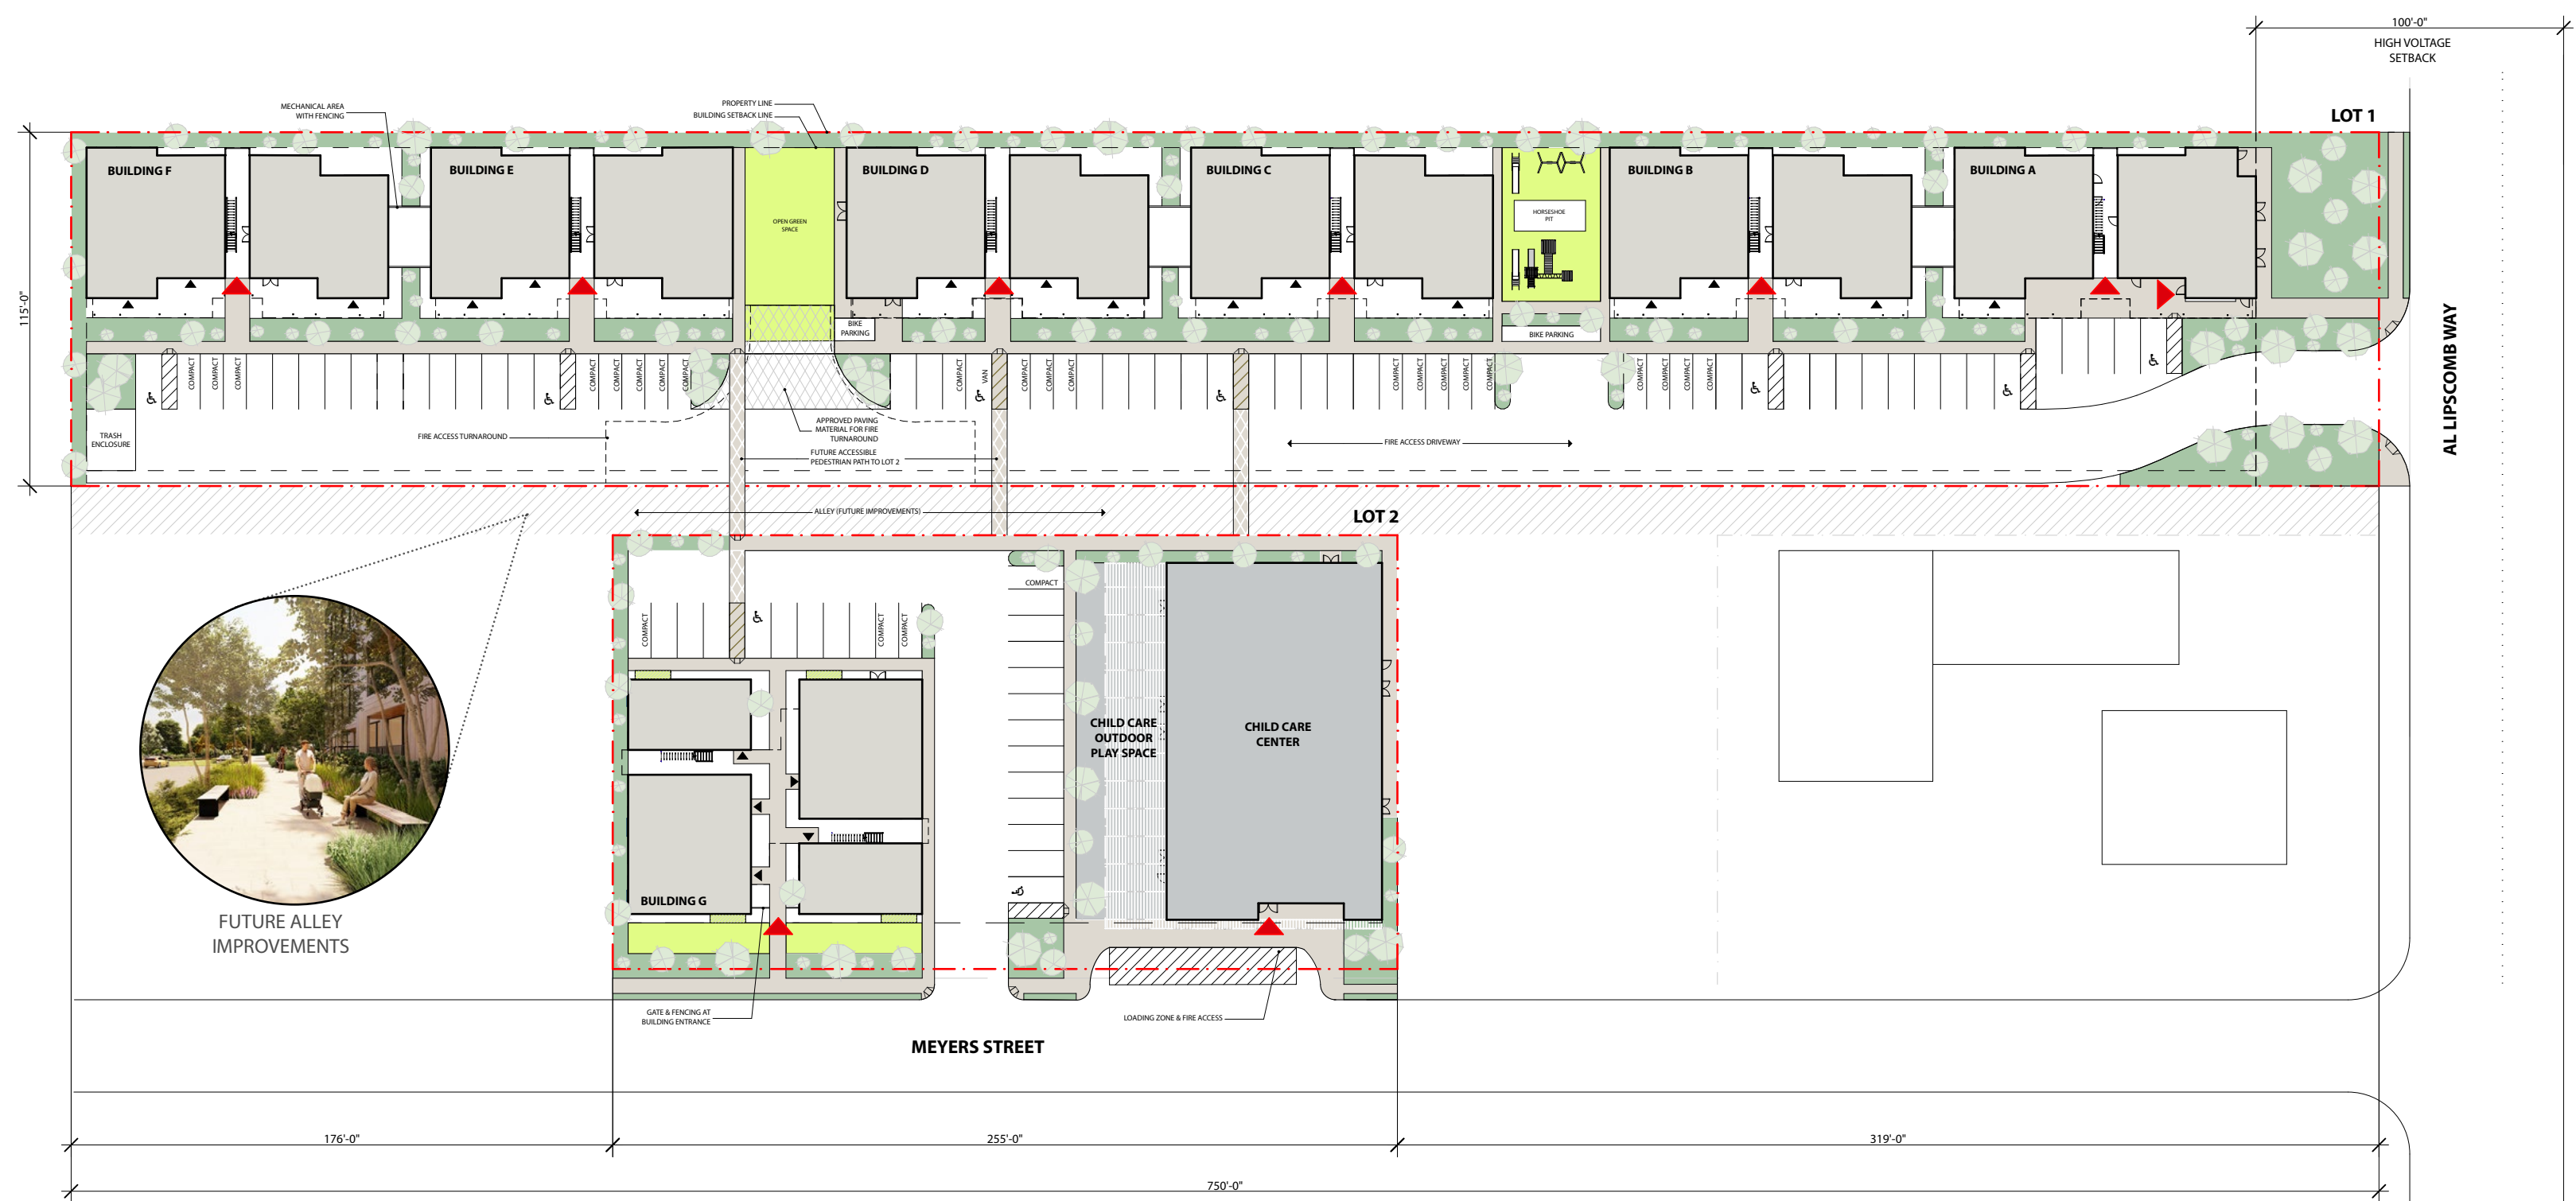 100'-0"
HIGH VOLTAGE
SETBACK
LOT 1
MECHANICAL AREA
WITH FENCING
PROPERTY LINE
BUILDING SETBACK LINE
BUILDING F
BUILDING E
BUILDING D
BUILDING C
BUILDING B
BUILDING A
OPEN GREEN
SPACE
HORSESHOE
PIT
115'-0"
BIKE
PARKING
BIKE PARKING
COMPACT
COMPACT
COMPACT
COMPACT
COMPACT
COMPACT
COMPACT
COMPACT
COMPACT
VAN
COMPACT
COMPACT
COMPACT
COMPACT
COMPACT
COMPACT
COMPACT
COMPACT
COMPACT
COMPACT
COMPACT
COMPACT
TRASH
ENCLOSURE
FIRE ACCESS TURNAROUND
APPROVED PAVING
MATERIAL FOR FIRE
TURNAROUND
FUTURE ACCESSIBLE
PEDESTRIAN PATH TO LOT 2
FIRE ACCESS DRIVEWAY
AL LIPSCOMB WAY
ALLEY (FUTURE IMPROVEMENTS)
LOT 2
COMPACT
COMPACT
COMPACT
COMPACT
CHILD CARE
OUTDOOR
PLAY SPACE
CHILD CARE
CENTER
BUILDING G
FUTURE ALLEY
IMPROVEMENTS
GATE & FENCING AT
BUILDING ENTRANCE
LOADING ZONE & FIRE ACCESS
MEYERS STREET
176'-0"
255'-0"
319'-0"
750'-0"